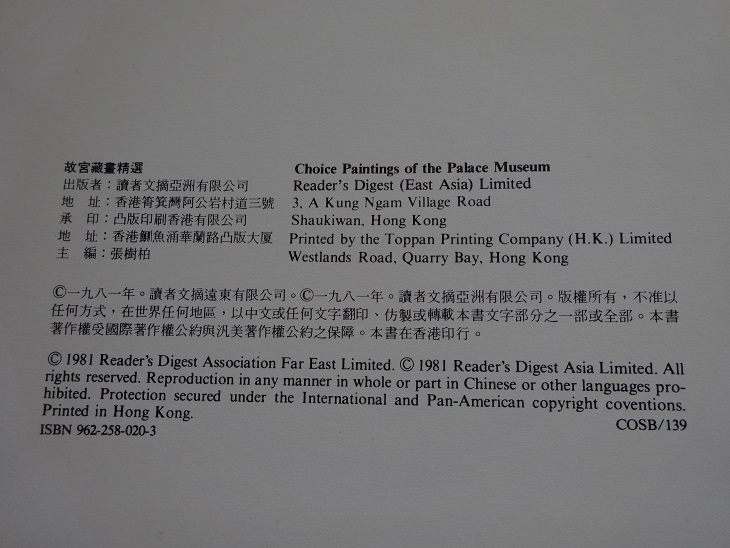 故宮藏畫精選
出版者：讀者文摘亞洲有限公司
地　址：香港筲箕灣阿公岩村道三號
承　印：凸版印刷香港有限公司
地　址：香港鰂魚涌華蘭路凸版大厦
主　編：張樹柏
Choice Paintings of the Palace Museum
Reader's Digest (East Asia) Limited
3, A Kung Ngam Village Road
Shaukiwan, Hong Kong
Printed by the Toppan Printing Company (H.K.) Limited
Westlands Road, Quarry Bay, Hong Kong
©一九八一年。讀者文摘遠東有限公司。©一九八一年。讀者文摘亞洲有限公司。版權所有，不准以
任何方式，在世界任何地區，以中文或任何文字翻印、仿製或轉載本書文字部分之一部或全部。本書
著作權受國際著作權公約與汎美著作權公約之保障。本書在香港印行。
© 1981 Reader's Digest Association Far East Limited. © 1981 Reader's Digest Asia Limited. All
rights reserved. Reproduction in any manner in whole or part in Chinese or other languages pro-
hibited. Protection secured under the International and Pan-American copyright coventions.
Printed in Hong Kong.
ISBN 962-258-020-3
COSB/139